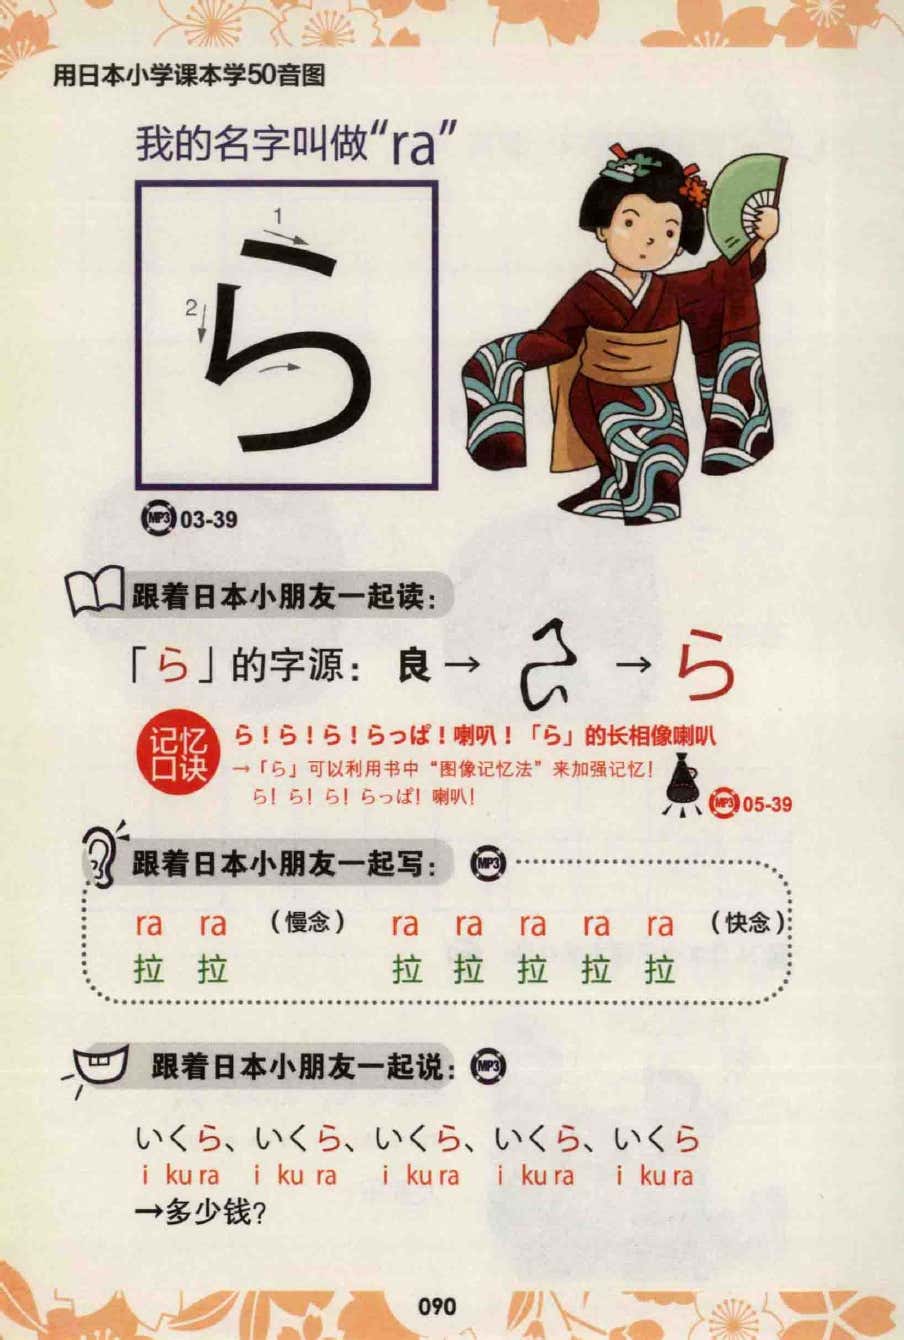 用日本小学课本学50音图
我的名字叫做“ra”
1
2
ら
MP3 03-39
跟着日本小朋友一起读：
「ら」的字源：良→ →ら
记忆口诀
ら！ら！ら！らっぱ！喇叭！「ら」的长相像喇叭
→「ら」可以利用书中“图像记忆法”来加强记忆！
ら！ら！ら！らっぱ！喇叭！
MP3 05-39
跟着日本小朋友一起写： MP3
ra ra （慢念） ra ra ra ra ra （快念）
拉 拉 拉 拉 拉 拉 拉
跟着日本小朋友一起说： MP3
いくら、いくら、いくら、いくら、いくら
i ku ra i ku ra i ku ra i ku ra i ku ra
→多少钱？
090